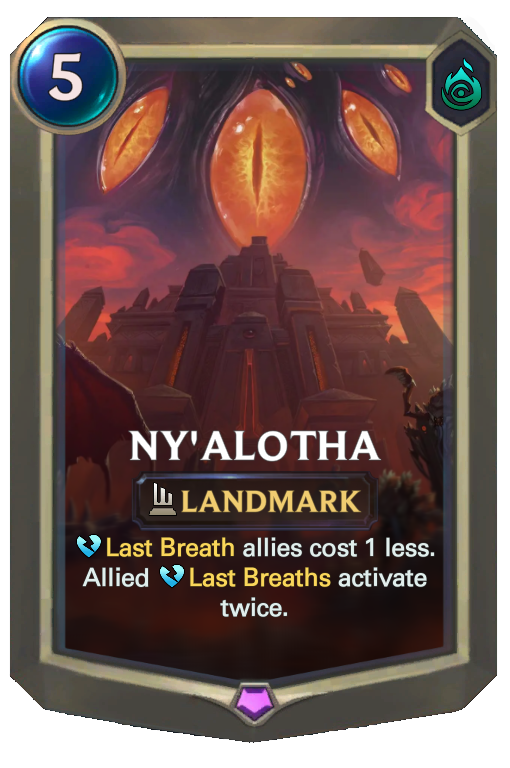 5
NY'ALOTHA
LANDMARK
Last Breath allies cost 1 less.
Allied Last Breaths activate
twice.